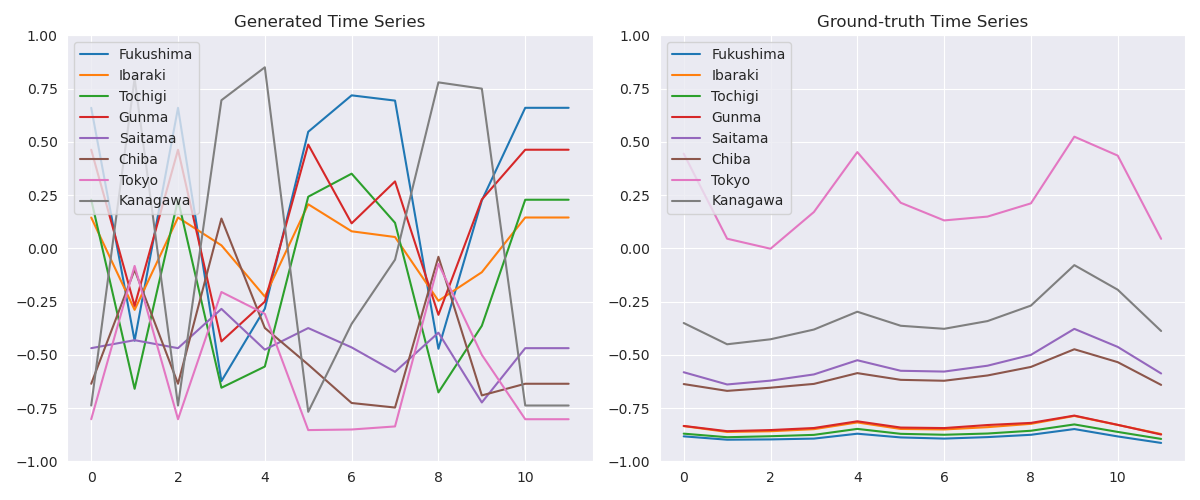 Generated Time Series
1.00
0.75
0.50
0.25
0.00
−0.25
−0.50
−0.75
−1.00
0
2
4
6
8
10
Fukushima
Ibaraki
Tochigi
Gunma
Saitama
Chiba
Tokyo
Kanagawa
Ground-truth Time Series
1.00
0.75
0.50
0.25
0.00
−0.25
−0.50
−0.75
−1.00
0
2
4
6
8
10
Fukushima
Ibaraki
Tochigi
Gunma
Saitama
Chiba
Tokyo
Kanagawa